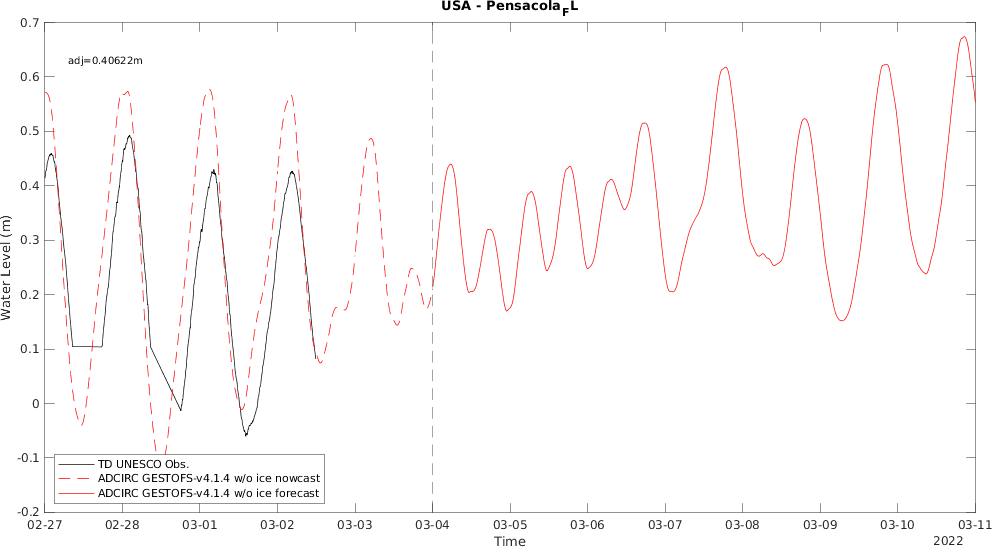 USA - Pensacola_FL
adj=0.40622m
0.7
0.6
0.5
0.4
0.3
0.2
0.1
0
-0.1
-0.2
Water Level (m)
TD UNESCO Obs.
ADCIRC GESTOFS-v4.1.4 w/o ice nowcast
ADCIRC GESTOFS-v4.1.4 w/o ice forecast
02-27 02-28 03-01 03-02 03-03 03-04 03-05 03-06 03-07 03-08 03-09 03-10 03-11
Time
2022